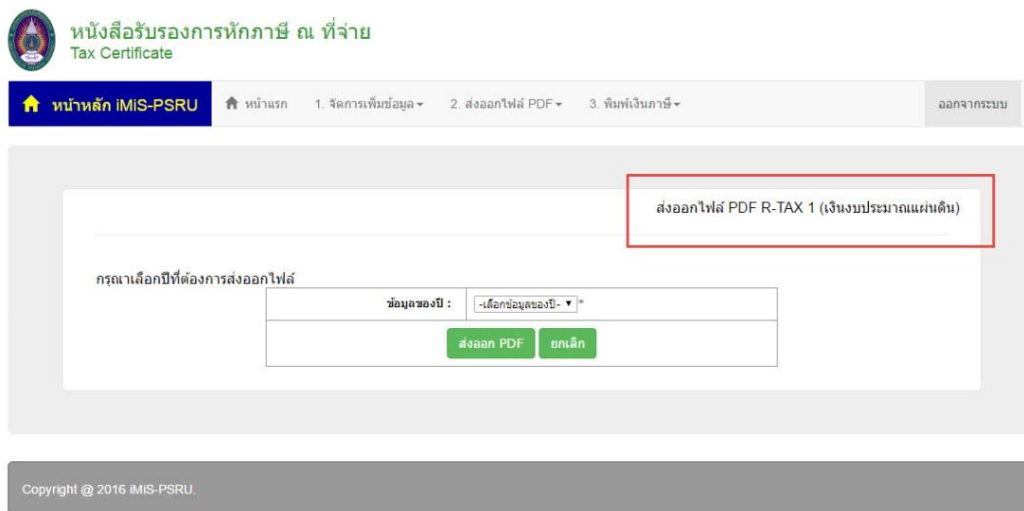 หนังสือรับรองการหักภาษี ณ ที่จ่าย
Tax Certificate
หน้าหลัก iMiS-PSRU หน้าแรก 1. จัดการเพิ่มข้อมูล 2. ส่งออกไฟล์ PDF 3. พิมพ์เงินภาษี ออกจากระบบ
ส่งออกไฟล์ PDF R-TAX 1 (เงินงบประมาณแผ่นดิน)
กรุณาเลือกปีที่ต้องการส่งออกไฟล์
ข้อมูลของปี : -เลือกข้อมูลของปี- *
ส่งออก PDF ยกเลิก
Copyright @ 2016 iMiS-PSRU.